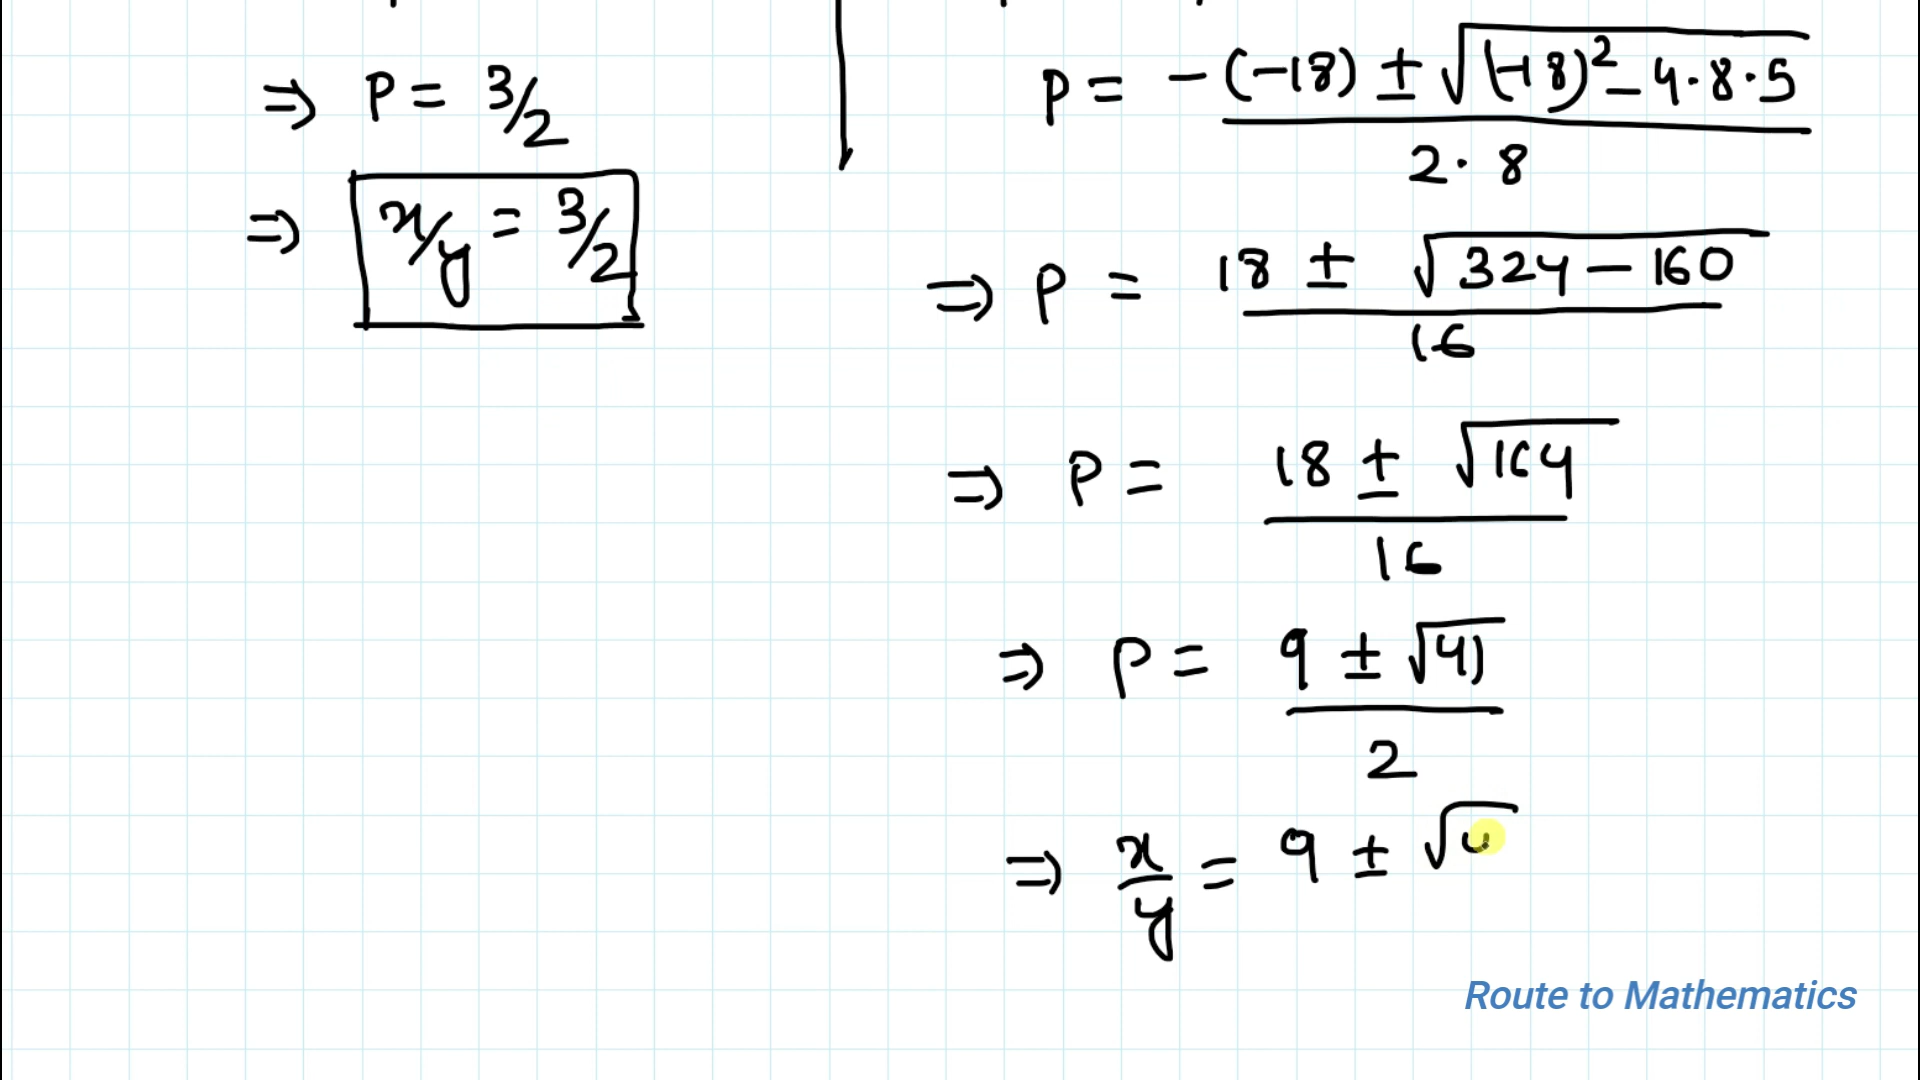 ⇒ P = 3/2
⇒ x/y = 3/2
P = -(-18) ± √(-18)² - 4·8·5
2·8
⇒ P = 18 ± √324 - 160
16
⇒ P = 18 ± √164
16
⇒ P = 9 ± √41
2
⇒ x/y = 9 ± √4
Route to Mathematics